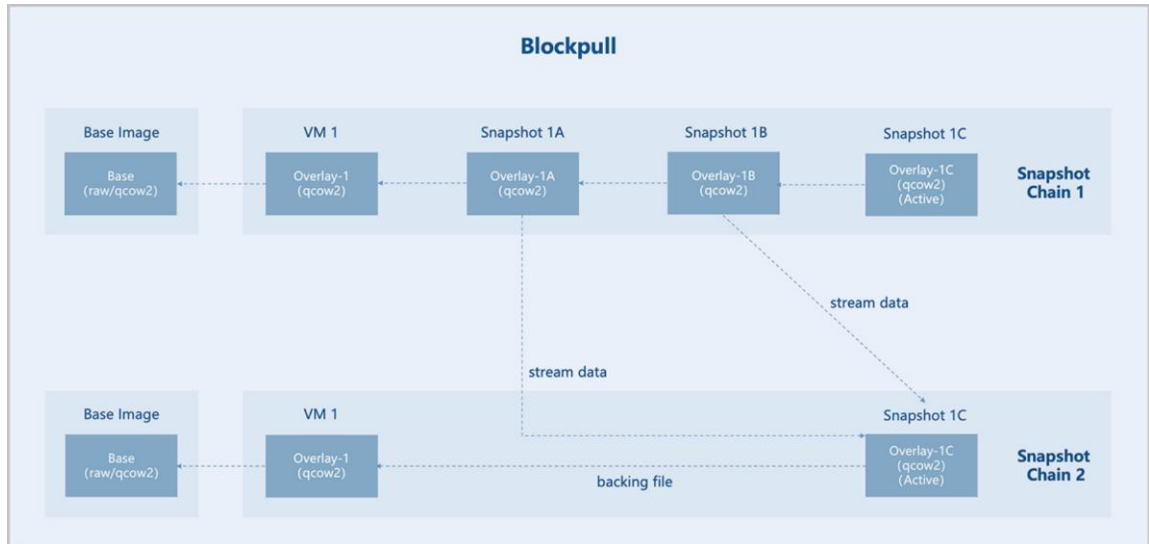 Blockpull
Base Image
VM 1
Snapshot 1A
Snapshot 1B
Snapshot 1C
Base
(raw/qcow2)
Overlay-1
(qcow2)
Overlay-1A
(qcow2)
Overlay-1B
(qcow2)
Overlay-1C
(qcow2)
(Active)
Snapshot
Chain 1
stream data
stream data
Base Image
VM 1
Snapshot 1C
Base
(raw/qcow2)
Overlay-1
(qcow2)
backing file
Overlay-1C
(qcow2)
(Active)
Snapshot
Chain 2